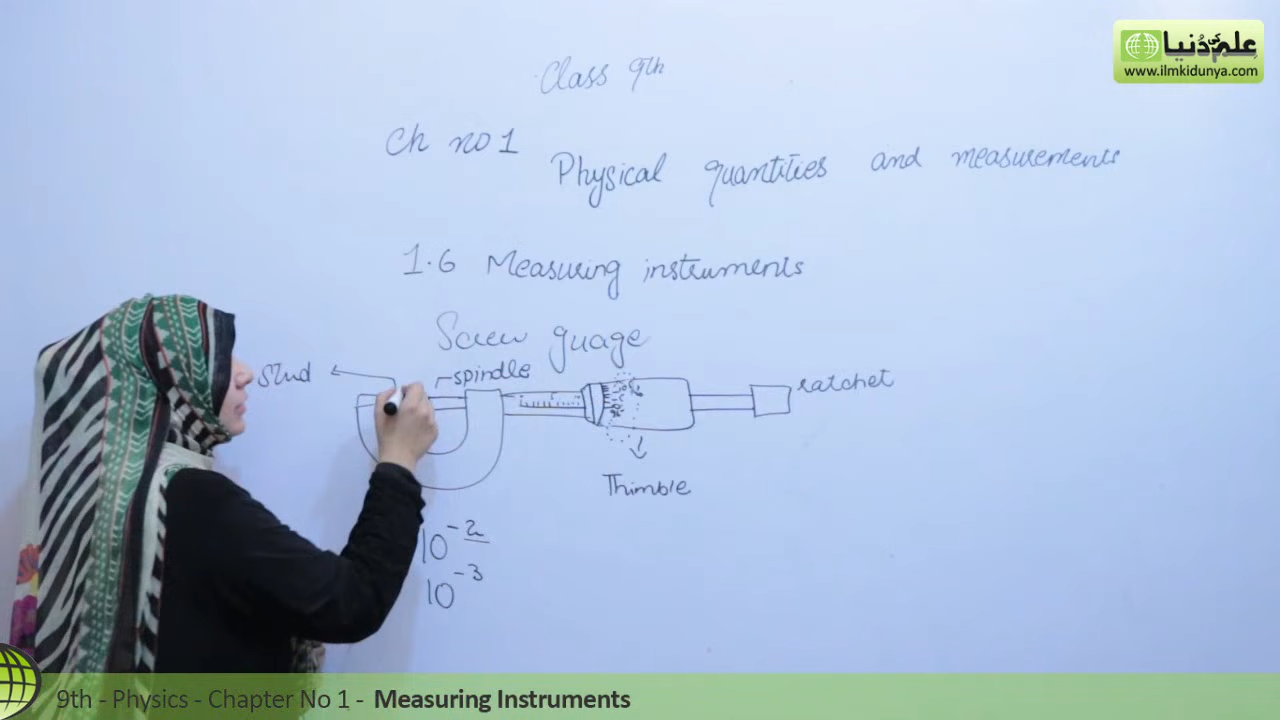 علم کی دُنیا
www.ilmkidunya.com
Class 9th
Ch no 1
Physical quantities and measurements
1.6 Measuring instruments
Screw guage
Stud
spindle
ratchet
Thimble
10⁻²
10⁻³
9th - Physics - Chapter No 1 - Measuring Instruments